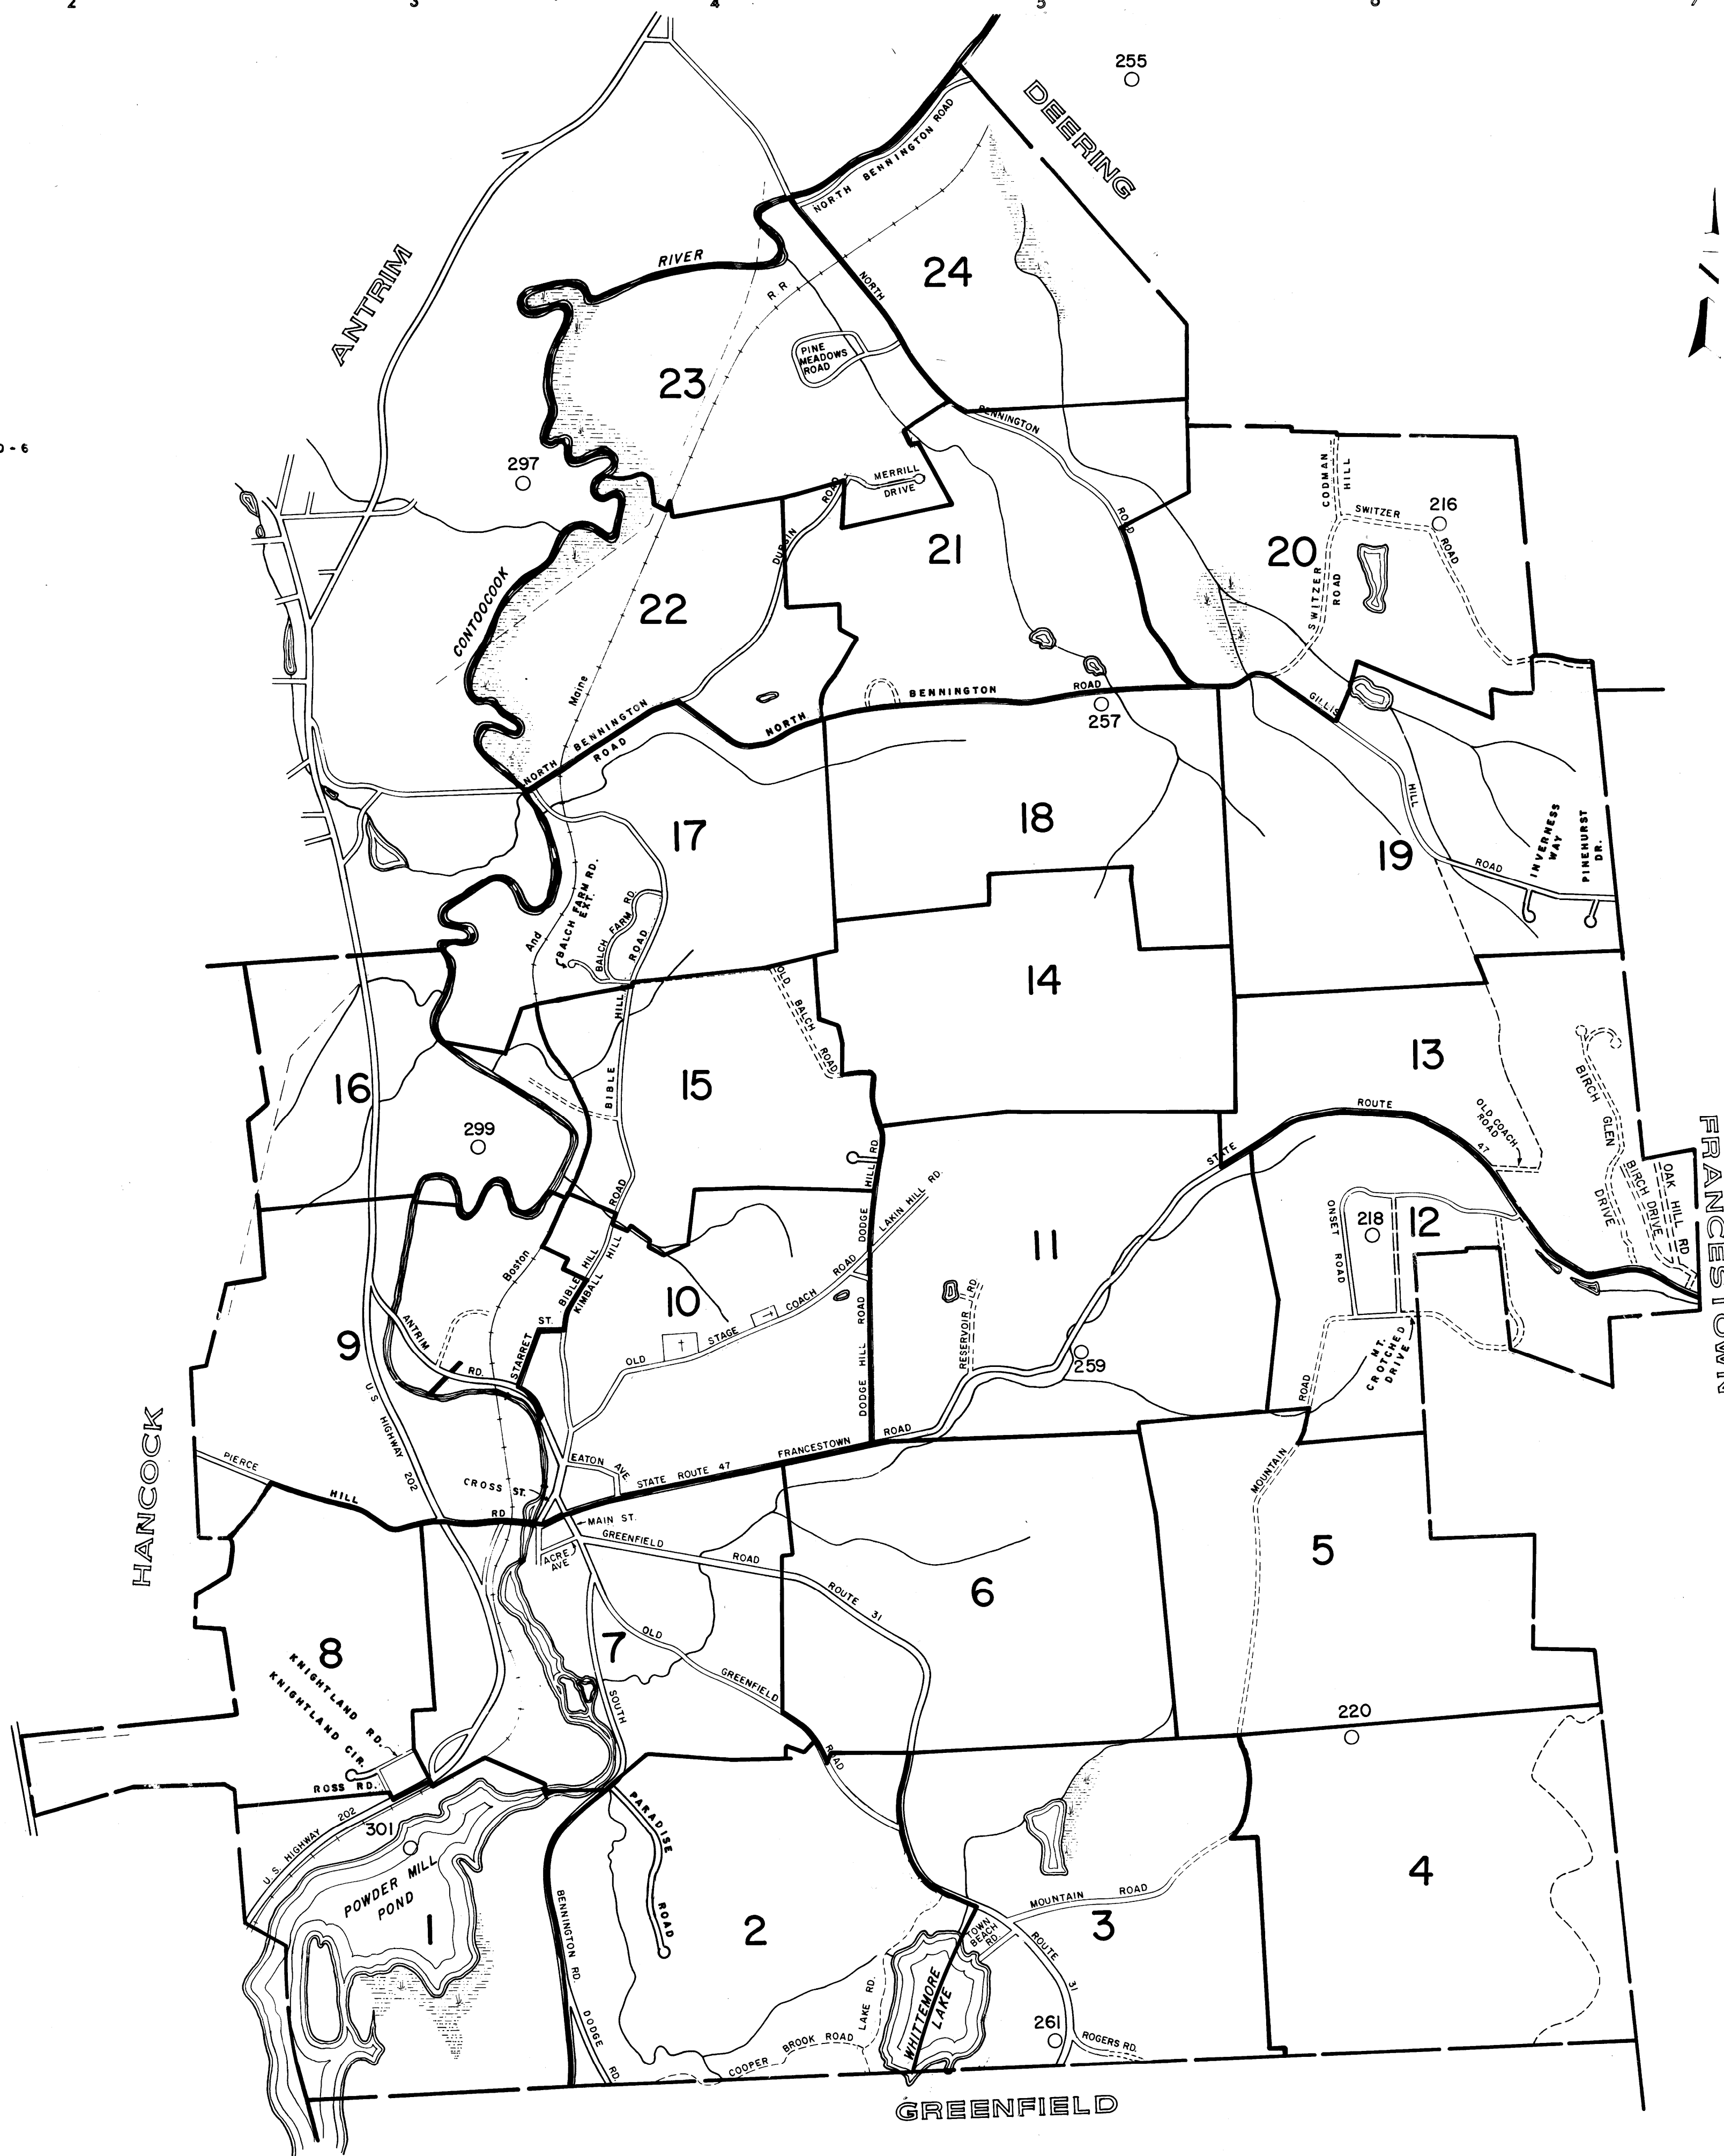 2 3 4 5 6 7
255
DEERING
NORTH BENNINGTON ROAD
ANTRIM
RIVER
R R
NORTH
24
PINE
MEADOWS
ROAD
23
BENNINGTON
ROAD
0-6
297
MERRILL
DRIVE
DURGIN ROAD
CODMAN
HILL
SWITZER
ROAD
216
21
20
SWITZER
ROAD
CONTOOCOOK
22
Maine
NORTH BENNINGTON ROAD
257
GILLIS
HILL
ROAD
NORTH BENNINGTON
ROAD
17
18
19
INVERNESS
WAY
PINEHURST
DR.
BALCH FARM RD.
EXT.
BALCH FARM RD
ROAD
And
HILL
BIBLE
OLD
BALCH
ROAD
14
16
15
13
299
ROUTE
STATE
47
OLD COACH
ROAD
BIRCH
GLEN
DRIVE
BIRCH DRIVE
OAK HILL RD
FRANCESTOWN
ROAD
HILL RD
DODGE
LAKIN HILL RD.
11
ONSET
ROAD
218
12
Boston
BIBLE HILL
KIMBALL HILL
10
OLD STAGE COACH ROAD
DODGE HILL ROAD
RESERVOIR RD
259
MT.
CROTCHED
DRIVE
9
ANTRIM
RD.
STARRET
ST.
U S HIGHWAY 202
HANCOCK
PIERCE
HILL
RD
CROSS ST.
EATON AVE
STATE ROUTE 47
FRANCESTOWN
ROAD
MOUNTAIN
ROAD
MAIN ST.
ACRE
AVE
GREENFIELD
ROAD
ROUTE 31
6
5
8
7
OLD
GREENFIELD
ROAD
SOUTH
KNIGHTLAND RD.
KNIGHTLAND CIR.
ROSS RD.
220
U.S. HIGHWAY 202
301
POWDER MILL
POND
1
PARADISE
ROAD
BENNINGTON RD.
DODGE
RD.
2
MOUNTAIN ROAD
TOWN
BEACH
RD
3
4
ROUTE
31
LAKE RD.
WHITTEMORE
LAKE
COOPER BROOK ROAD
261
ROGERS RD.
GREENFIELD